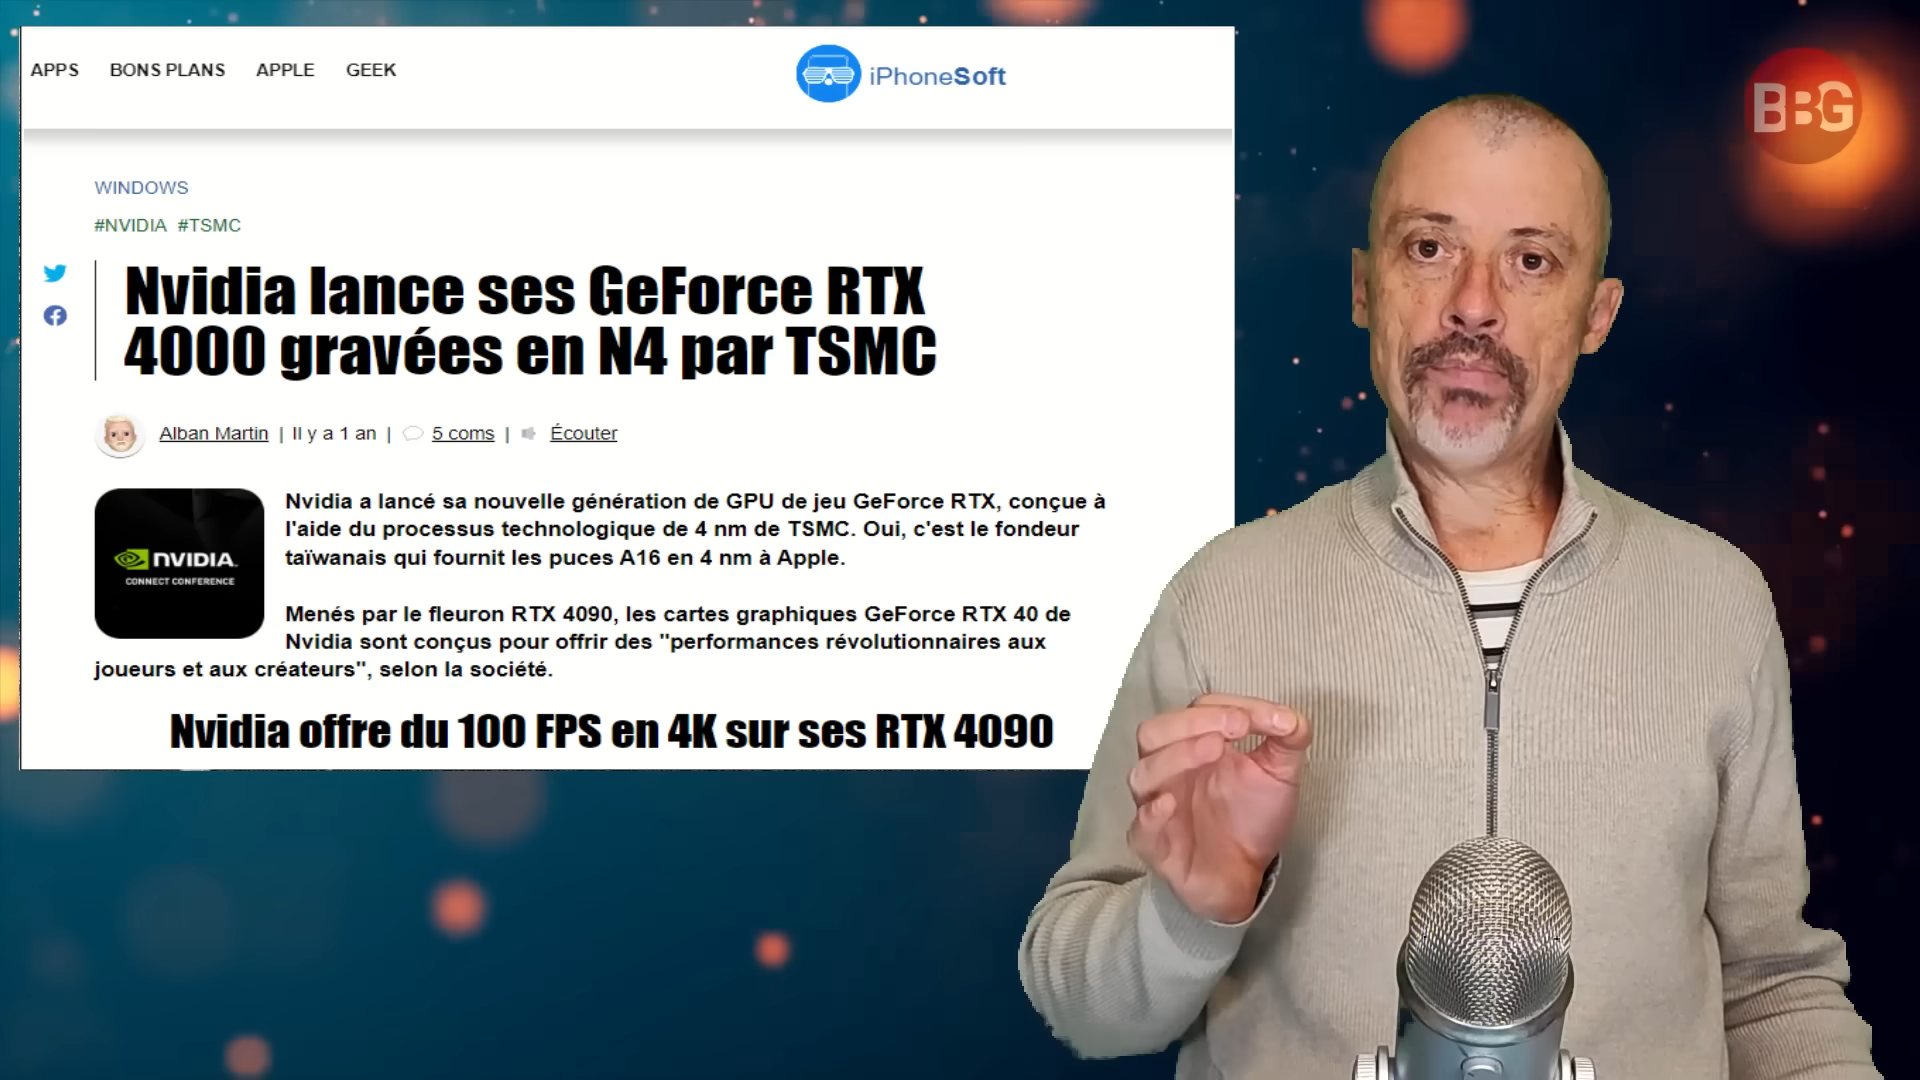 APPS BONS PLANS APPLE GEEK
iPhoneSoft
BBG
WINDOWS
#NVIDIA #TSMC
Nvidia lance ses GeForce RTX
4000 gravées en N4 par TSMC
Alban Martin | Il y a 1 an | 5 coms | Écouter
NVIDIA.
CONNECT CONFERENCE
Nvidia a lancé sa nouvelle génération de GPU de jeu GeForce RTX, conçue à
l'aide du processus technologique de 4 nm de TSMC. Oui, c'est le fondeur
taïwanais qui fournit les puces A16 en 4 nm à Apple.
Menés par le fleuron RTX 4090, les cartes graphiques GeForce RTX 40 de
Nvidia sont conçus pour offrir des "performances révolutionnaires aux
joueurs et aux créateurs", selon la société.
Nvidia offre du 100 FPS en 4K sur ses RTX 4090